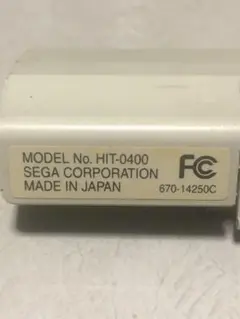 MODEL No. HIT-0400
SEGA CORPORATION
MADE IN JAPAN
FC
670-14250C